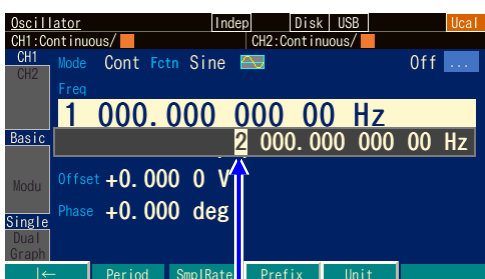 Oscillator Indep Disk USB Ucal
CH1:Continuous/ CH2:Continuous/
CH1 Mode Cont Fctn Sine Off ...
CH2
Freq
1 000.000 000 00 Hz
Basic 2 000.000 000 00 Hz
Modu Offset +0.000 0 V
Phase +0.000 deg
Single
Dual
Graph
|← Period SmplRate Prefix Unit